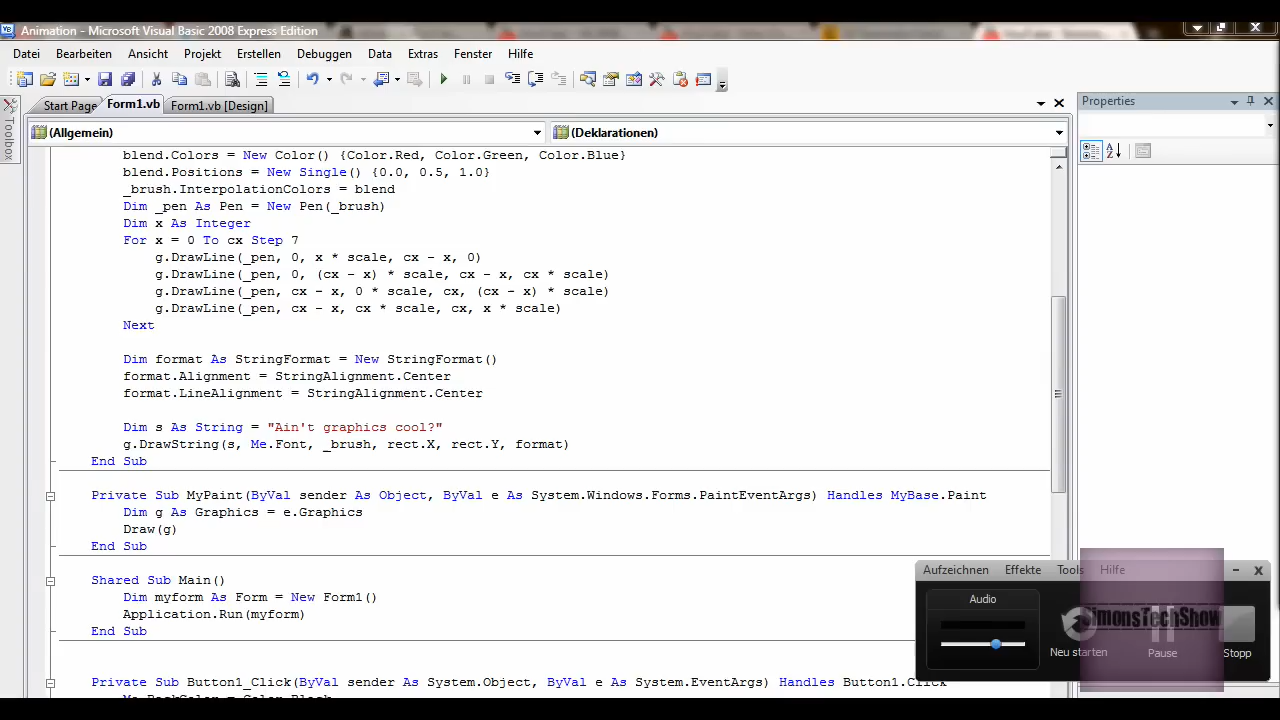 Animation - Microsoft Visual Basic 2008 Express Edition
Datei Bearbeiten Ansicht Projekt Erstellen Debuggen Data Extras Fenster Hilfe
Start Page Form1.vb Form1.vb [Design]
Properties
Toolbox
(Allgemein) (Deklarationen)
blend.Colors = New Color() {Color.Red, Color.Green, Color.Blue}
blend.Positions = New Single() {0.0, 0.5, 1.0}
_brush.InterpolationColors = blend
Dim _pen As Pen = New Pen(_brush)
Dim x As Integer
For x = 0 To cx Step 7
g.DrawLine(_pen, 0, x * scale, cx - x, 0)
g.DrawLine(_pen, 0, (cx - x) * scale, cx - x, cx * scale)
g.DrawLine(_pen, cx - x, 0 * scale, cx, (cx - x) * scale)
g.DrawLine(_pen, cx - x, cx * scale, cx, x * scale)
Next
Dim format As StringFormat = New StringFormat()
format.Alignment = StringAlignment.Center
format.LineAlignment = StringAlignment.Center
Dim s As String = "Ain't graphics cool?"
g.DrawString(s, Me.Font, _brush, rect.X, rect.Y, format)
End Sub
Private Sub MyPaint(ByVal sender As Object, ByVal e As System.Windows.Forms.PaintEventArgs) Handles MyBase.Paint
Dim g As Graphics = e.Graphics
Draw(g)
End Sub
Shared Sub Main()
Dim myform As Form = New Form1()
Application.Run(myform)
End Sub
Private Sub Button1_Click(ByVal sender As System.Object, ByVal e As System.EventArgs) Handles Button1.Click
Me.BackColor = Color.Black
Aufzeichnen Effekte Tools Hilfe
Audio
SimonsTechShow
Neu starten Pause Stopp